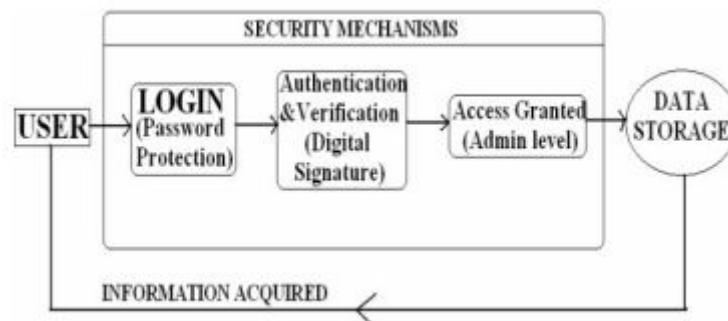 SECURITY MECHANISMS
USER
LOGIN
(Password
Protection)
Authentication
&Verification
(Digital
Signature)
Access Granted
(Admin level)
DATA
STORAGE
INFORMATION ACQUIRED